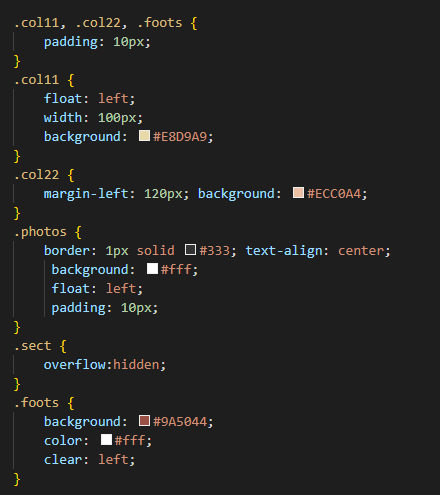 .col11, .col22, .foots {
    padding: 10px;
}
.col11 {
    float: left;
    width: 100px;
    background: #E8D9A9;
}
.col22 {
    margin-left: 120px; background: #ECC0A4;
}
.photos {
    border: 1px solid #333; text-align: center;
     background: #fff;
     float: left;
     padding: 10px;
}
.sect {
    overflow:hidden;
}
.foots {
    background: #9A5044;
    color: #fff;
    clear: left;
}